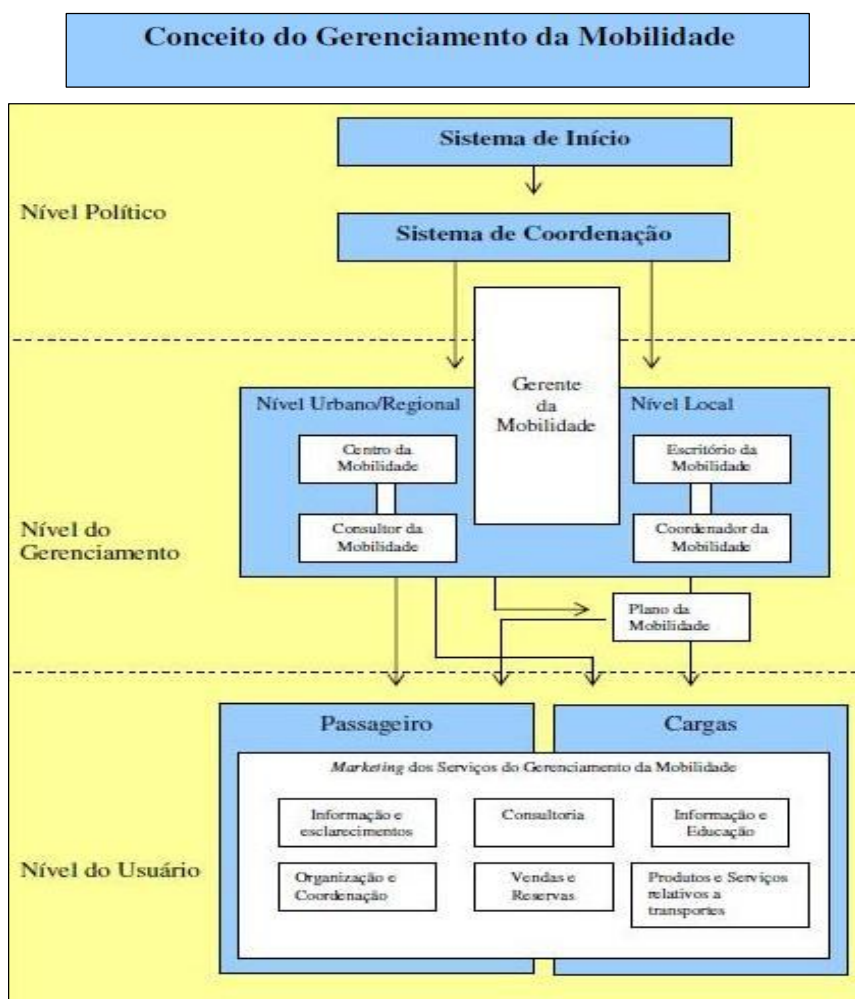 Conceito do Gerenciamento da Mobilidade
Sistema de Início
Nível Político
Sistema de Coordenação
Gerente
da
Mobilidade
Nível Urbano/Regional
Nível Local
Centro da
Mobilidade
Escritório da
Mobilidade
Nível do
Gerenciamento
Consultor da
Mobilidade
Coordenador da
Mobilidade
Plano da
Mobilidade
Passageiro
Cargas
Marketing dos Serviços do Gerenciamento da Mobilidade
Informação e
esclarecimentos
Consultoria
Informação e
Educação
Nível do Usuário
Organização e
Coordenação
Vendas e
Reservas
Produtos e Serviços
relativos a
transportes